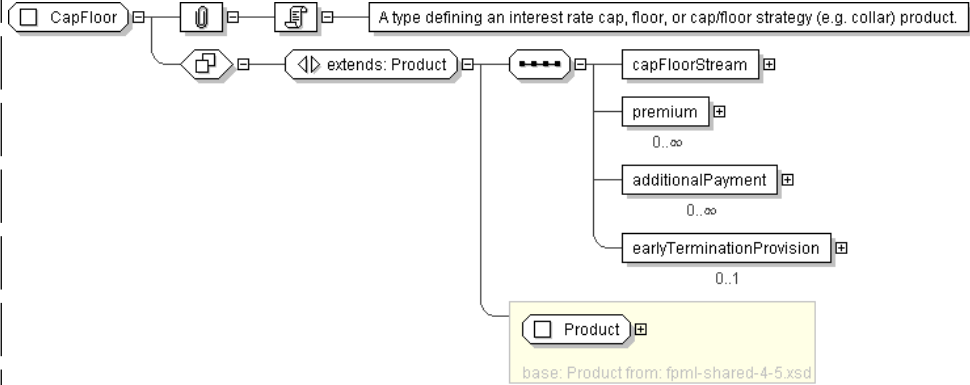 CapFloor
A type defining an interest rate cap, floor, or cap/floor strategy (e.g. collar) product.
extends: Product
capFloorStream
premium
0..∞
additionalPayment
0..∞
earlyTerminationProvision
0..1
Product
base: Product from: fpml-shared-4-5.xsd